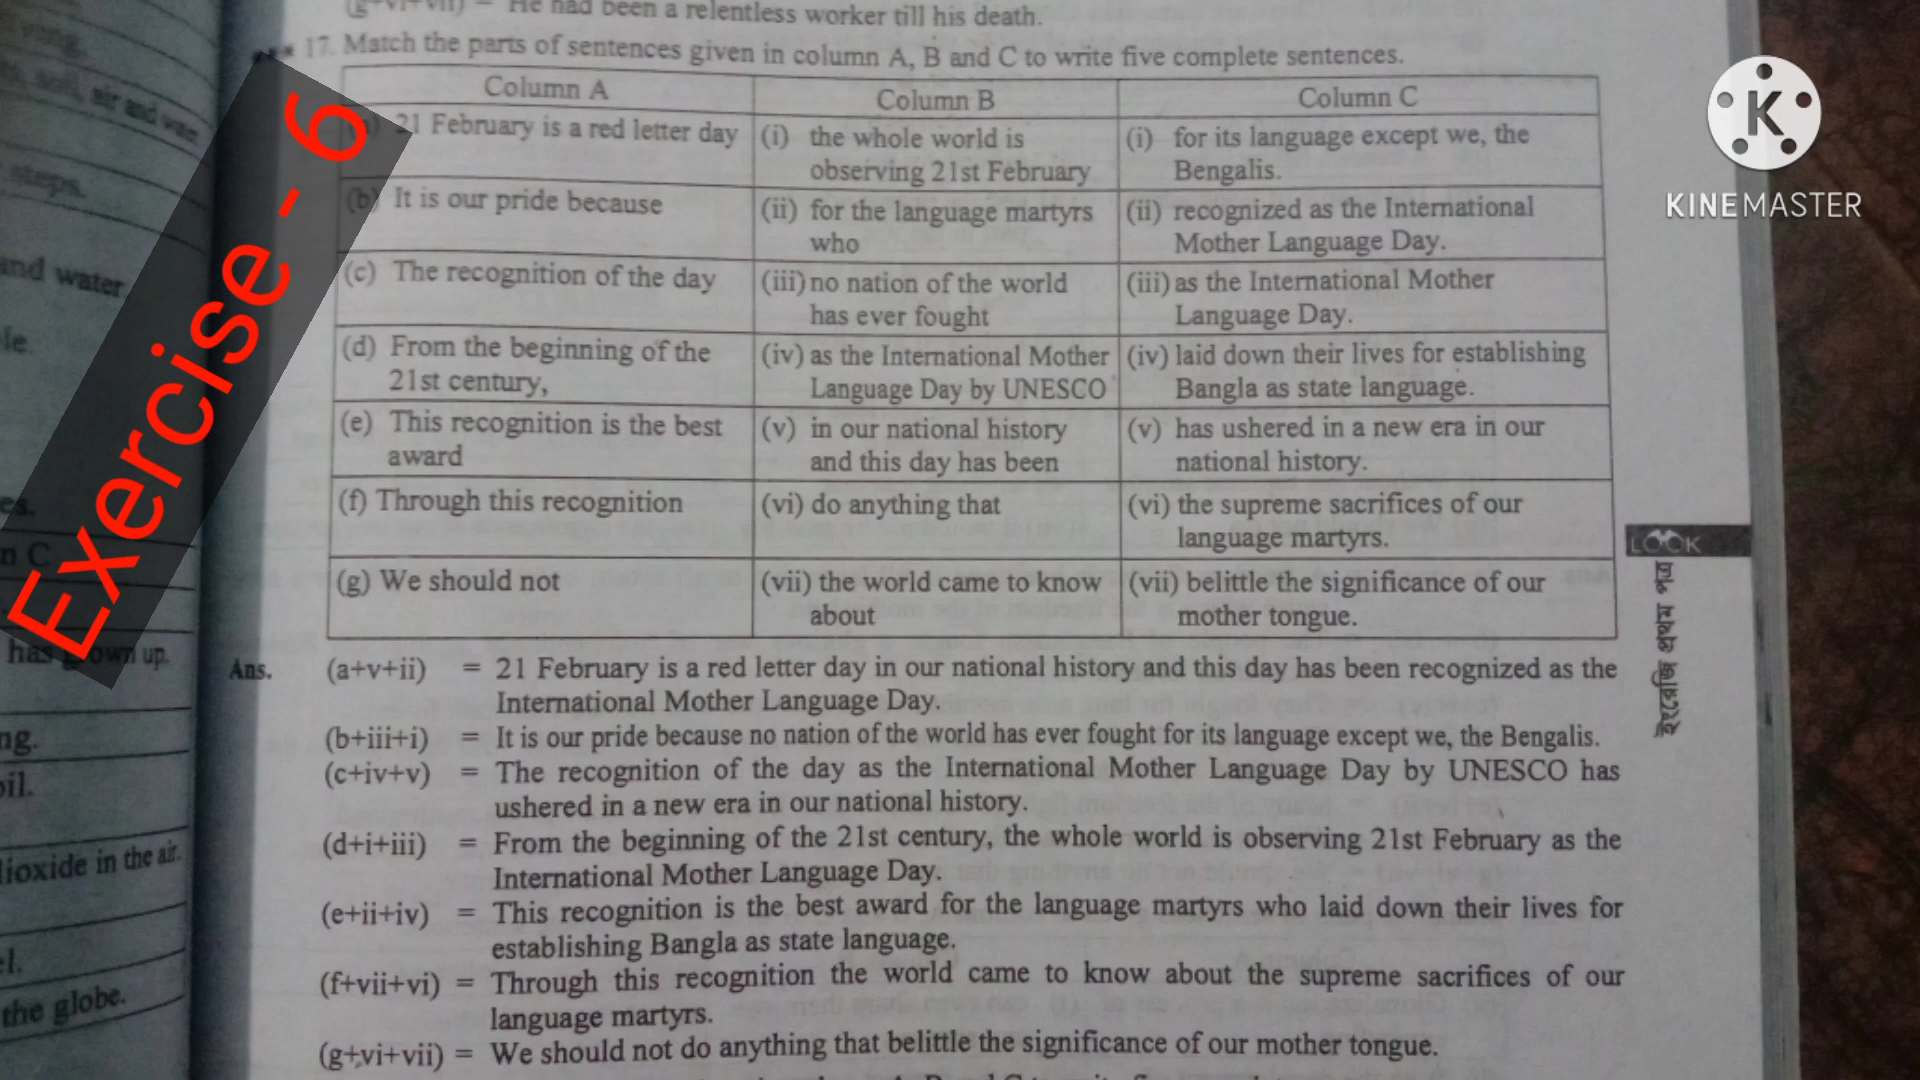 He had been a relentless worker till his death.
17. Match the parts of sentences given in column A, B and C to write five complete sentences.
Column A
Column B
Column C
21 February is a red letter day
(i) the whole world is
observing 21st February
(i) for its language except we, the
Bengalis.
(b) It is our pride because
(ii) for the language martyrs
who
(ii) recognized as the International
Mother Language Day.
(c) The recognition of the day
(iii) no nation of the world
has ever fought
(iii) as the International Mother
Language Day.
(d) From the beginning of the
21st century,
(iv) as the International Mother
Language Day by UNESCO
(iv) laid down their lives for establishing
Bangla as state language.
(e) This recognition is the best
award
(v) in our national history
and this day has been
(v) has ushered in a new era in our
national history.
(f) Through this recognition
(vi) do anything that
(vi) the supreme sacrifices of our
language martyrs.
(g) We should not
(vii) the world came to know
about
(vii) belittle the significance of our
mother tongue.
Ans. (a+v+ii) = 21 February is a red letter day in our national history and this day has been recognized as the
International Mother Language Day.
(b+iii+i) = It is our pride because no nation of the world has ever fought for its language except we, the Bengalis.
(c+iv+v) = The recognition of the day as the International Mother Language Day by UNESCO has
ushered in a new era in our national history.
(d+i+iii) = From the beginning of the 21st century, the whole world is observing 21st February as the
International Mother Language Day.
(e+ii+iv) = This recognition is the best award for the language martyrs who laid down their lives for
establishing Bangla as state language.
(f+vii+vi) = Through this recognition the world came to know about the supreme sacrifices of our
language martyrs.
(g+vi+vii) = We should not do anything that belittle the significance of our mother tongue.
Exercise - 6
K
KINEMASTER
LOOK
ইংরেজি প্রথম পত্র
air and water
steps.
and water
le.
es.
n C
has grown up.
ng.
oil.
dioxide in the air.
el.
the globe.